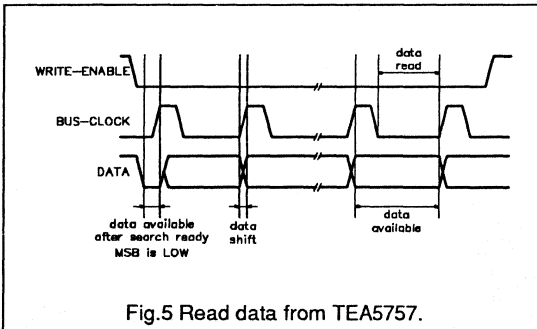 data
read
WRITE-ENABLE
BUS-CLOCK
DATA
data available
after search ready
MSB is LOW
data
shift
data
available
Fig.5 Read data from TEA5757.